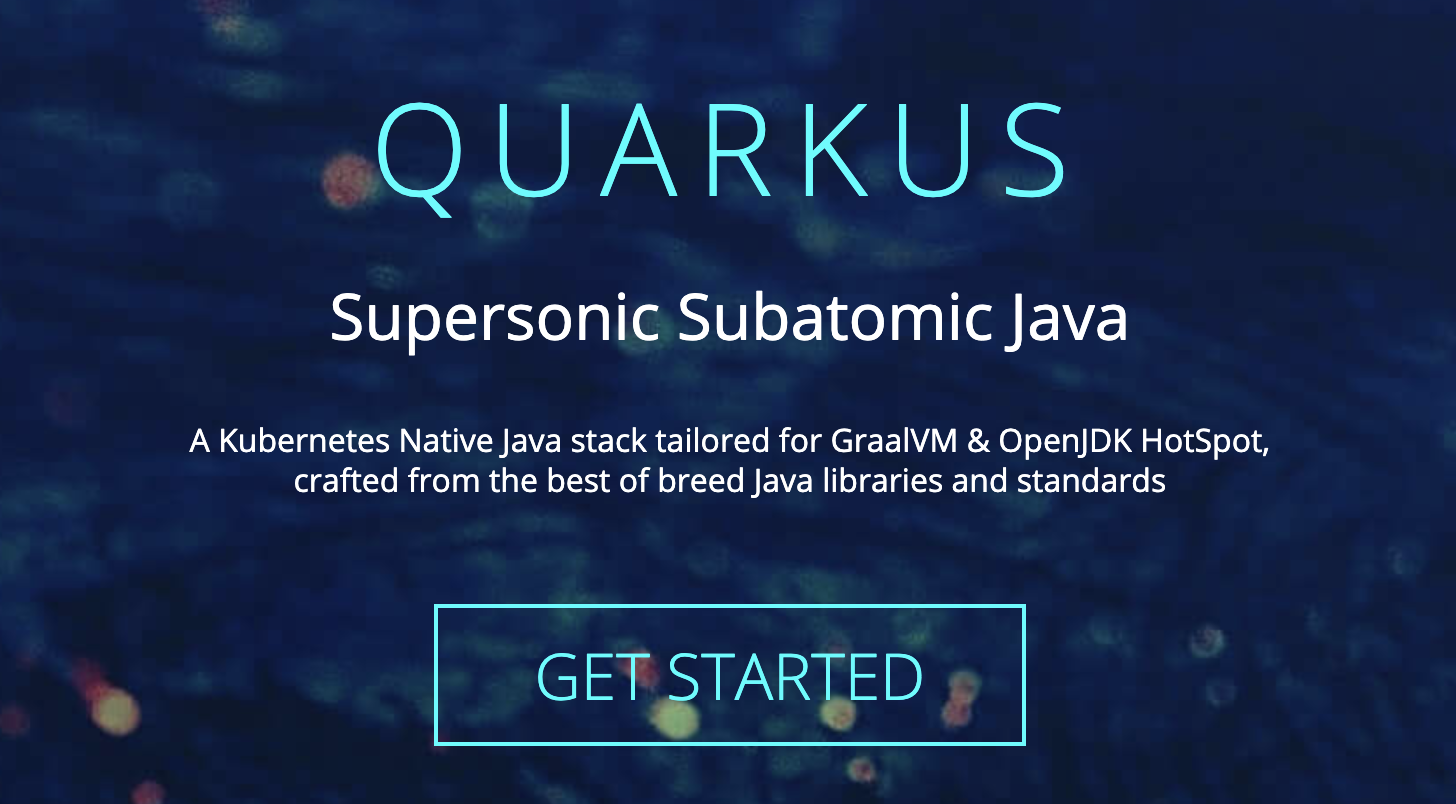 QUARKUS
Supersonic Subatomic Java
A Kubernetes Native Java stack tailored for GraalVM & OpenJDK HotSpot,
crafted from the best of breed Java libraries and standards
GET STARTED